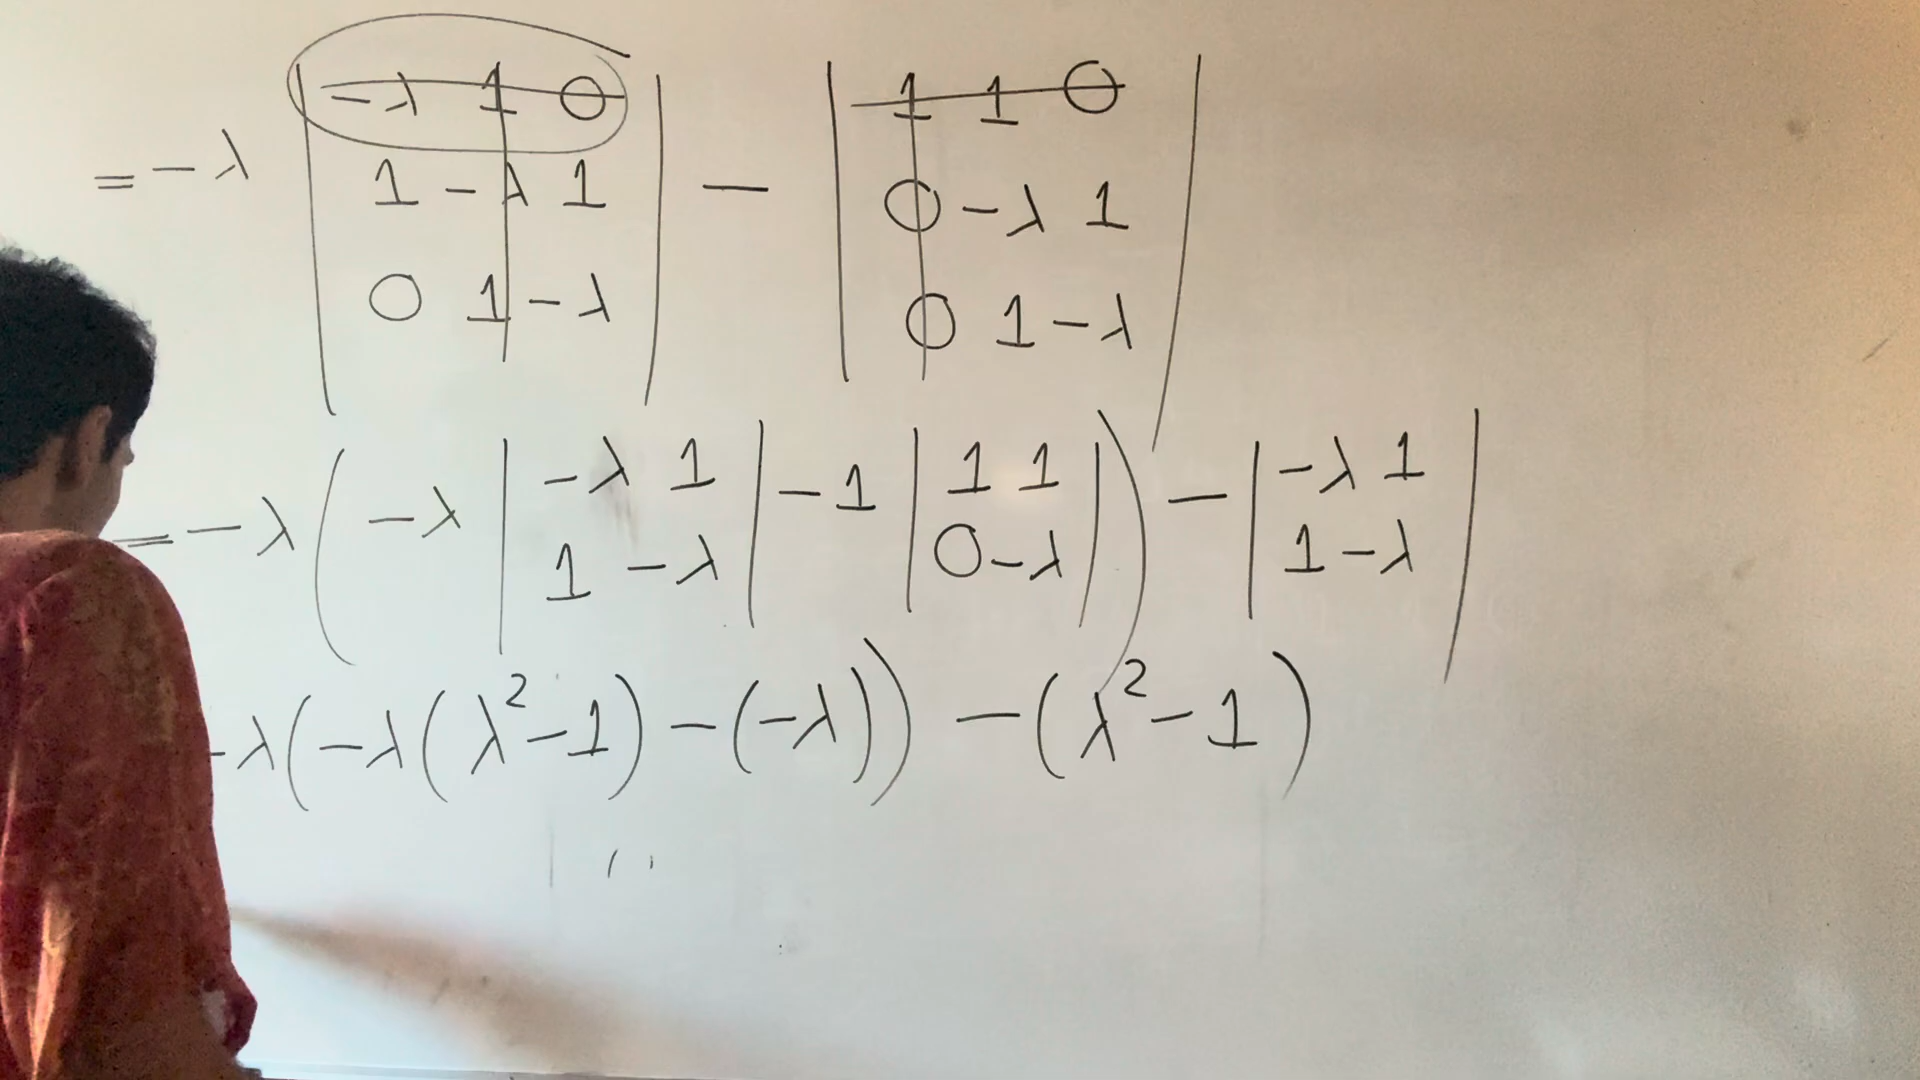 = -λ | -λ 1 0 | - | 1 1 0 |
1 -λ 1   0 -λ 1
0 1 -λ   0 1 -λ
= -λ ( -λ | -λ 1 | -1 | 1 1 | ) - | -λ 1 |
1 -λ   0 -λ   1 -λ
-λ(-λ(λ²-1)-(-λ)) - (λ²-1)